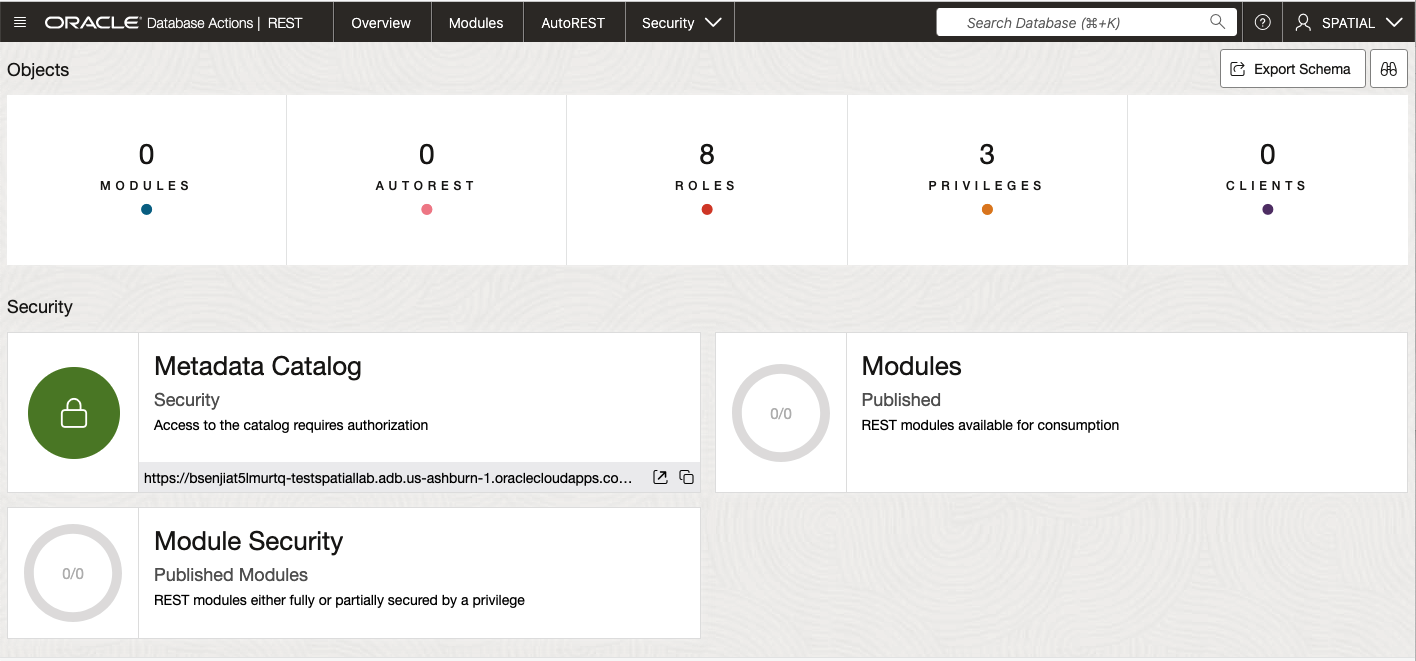 ORACLE Database Actions | REST Overview Modules AutoREST Security Search Database (⌘+K) SPATIAL
Objects
Export Schema
0
MODULES
0
AUTOREST
8
ROLES
3
PRIVILEGES
0
CLIENTS
Security
Metadata Catalog
Security
Access to the catalog requires authorization
https://bsenjiat5lmurtq-testspatiallab.adb.us-ashburn-1.oraclecloudapps.co...
0/0
Modules
Published
REST modules available for consumption
0/0
Module Security
Published Modules
REST modules either fully or partially secured by a privilege